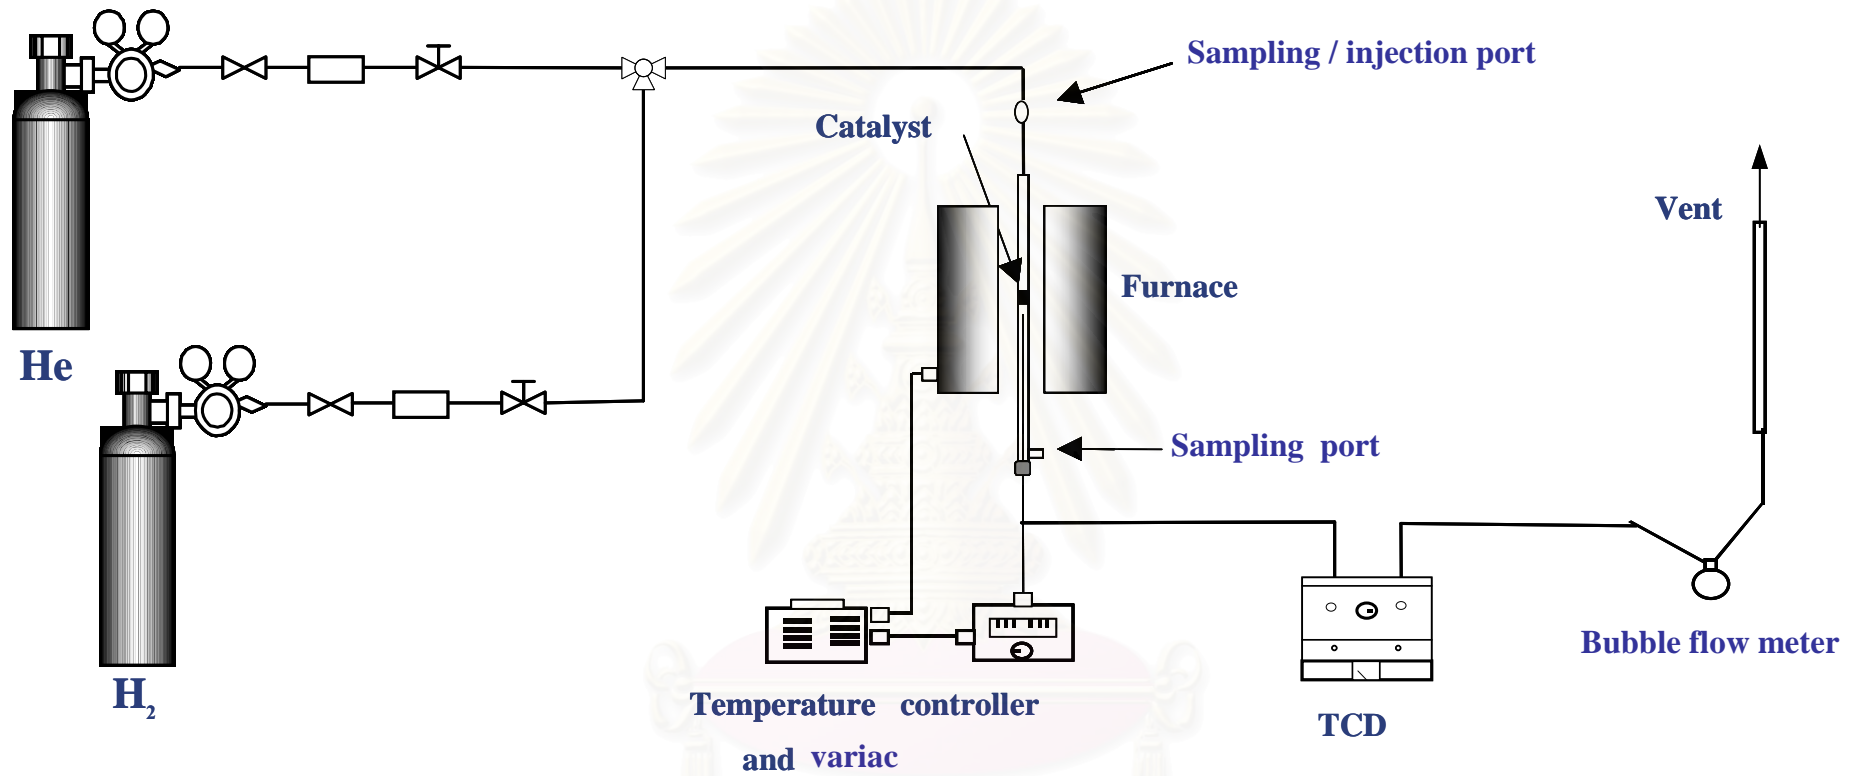 Sampling / injection port
Catalyst
Vent
Furnace
He
Sampling port
H2
Temperature controller
and variac
TCD
Bubble flow meter